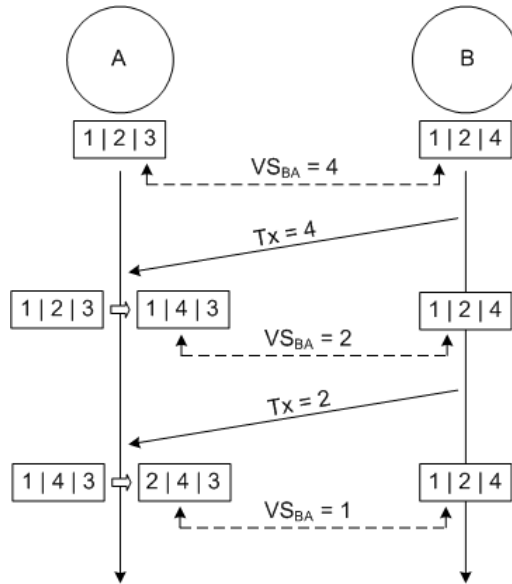 A B
1 | 2 | 3 1 | 2 | 4
VSBA = 4
Tx = 4
1 | 2 | 3 1 | 4 | 3 1 | 2 | 4
VSBA = 2
Tx = 2
1 | 4 | 3 2 | 4 | 3 1 | 2 | 4
VSBA = 1